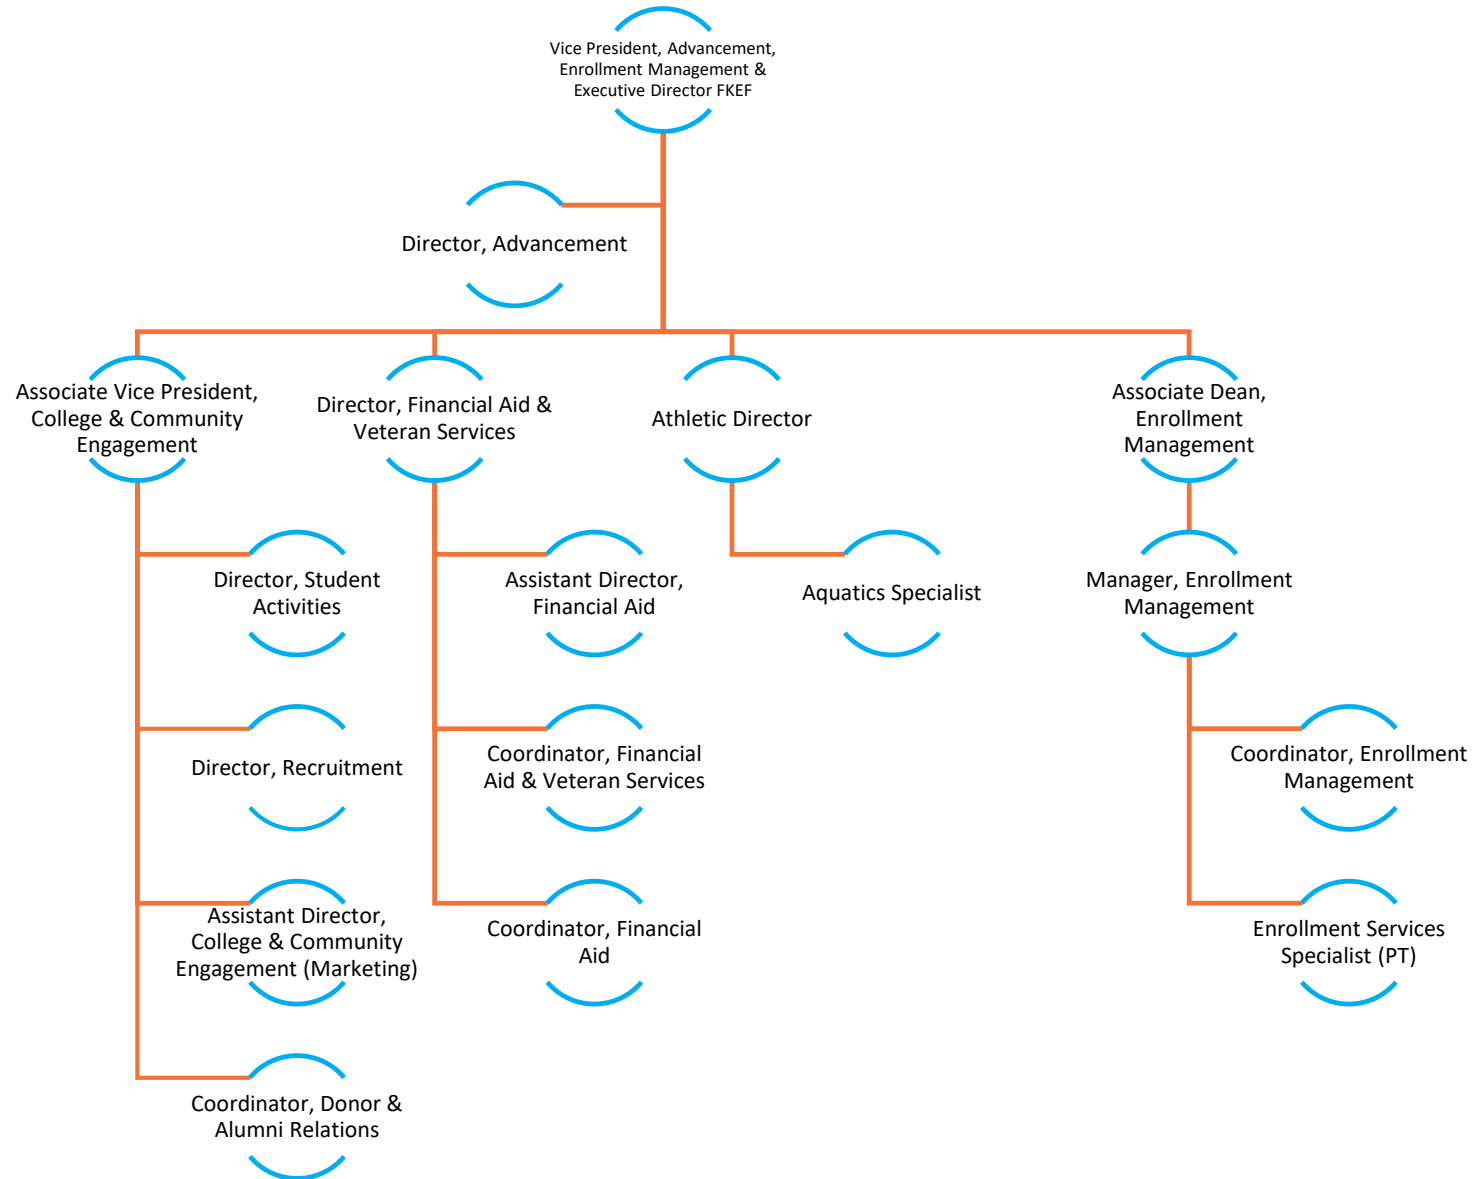 Vice President, Advancement,
Enrollment Management &
Executive Director FKEF
Director, Advancement
Associate Vice President,
College & Community
Engagement
Director, Financial Aid &
Veteran Services
Athletic Director
Associate Dean,
Enrollment
Management
Director, Student
Activities
Assistant Director,
Financial Aid
Aquatics Specialist
Manager, Enrollment
Management
Director, Recruitment
Coordinator, Financial
Aid & Veteran Services
Coordinator, Enrollment
Management
Assistant Director,
College & Community
Engagement (Marketing)
Coordinator, Financial
Aid
Enrollment Services
Specialist (PT)
Coordinator, Donor &
Alumni Relations